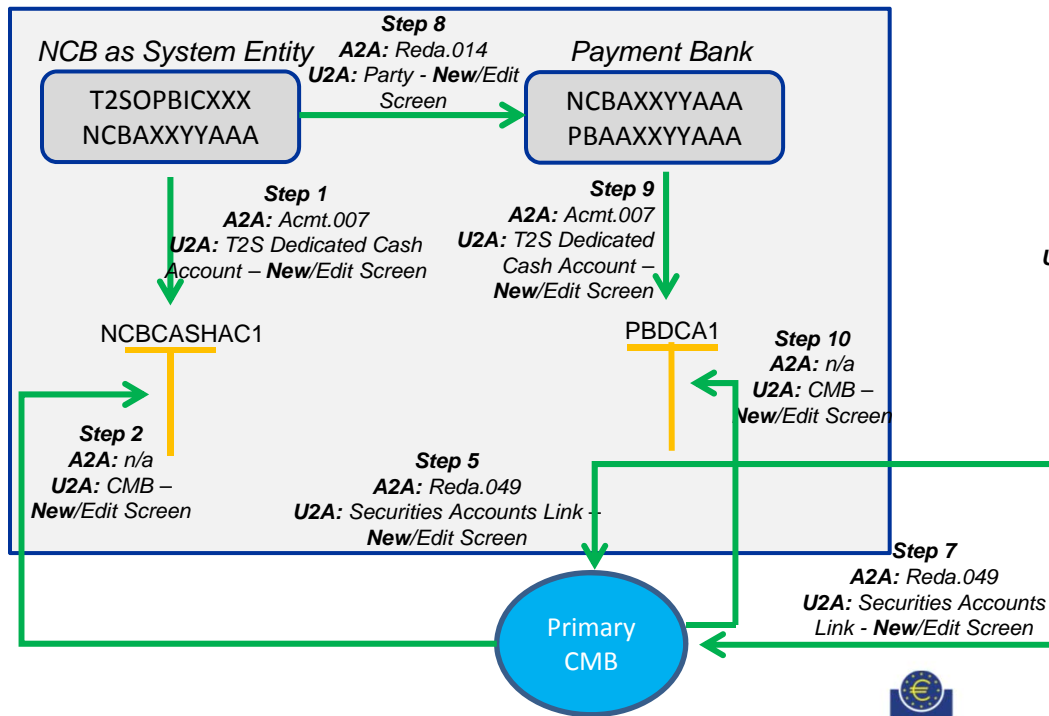 Step 8
A2A: Reda.014
U2A: Party - New/Edit
Screen
NCB as System Entity
Payment Bank
T2SOPBICXXX
NCBAXXYYAAA
NCBAXXYYAAA
PBAAXXYYAAA
Step 1
A2A: Acmt.007
U2A: T2S Dedicated Cash
Account – New/Edit Screen
Step 9
A2A: Acmt.007
U2A: T2S Dedicated
Cash Account –
New/Edit Screen
U
NCBCASHAC1
PBDCA1
Step 10
A2A: n/a
U2A: CMB –
New/Edit Screen
Step 2
A2A: n/a
U2A: CMB –
New/Edit Screen
Step 5
A2A: Reda.049
U2A: Securities Accounts Link –
New/Edit Screen
Step 7
A2A: Reda.049
U2A: Securities Accounts
Link - New/Edit Screen
Primary
CMB
€